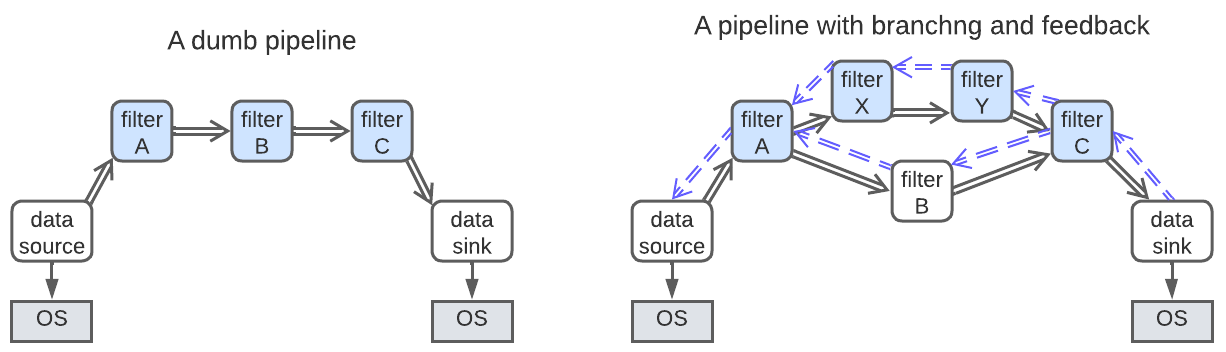 A dumb pipeline
filter
A
filter
B
filter
C
data
source
data
sink
OS
OS
A pipeline with branchng and feedback
filter
X
filter
Y
filter
A
filter
C
filter
B
data
source
data
sink
OS
OS